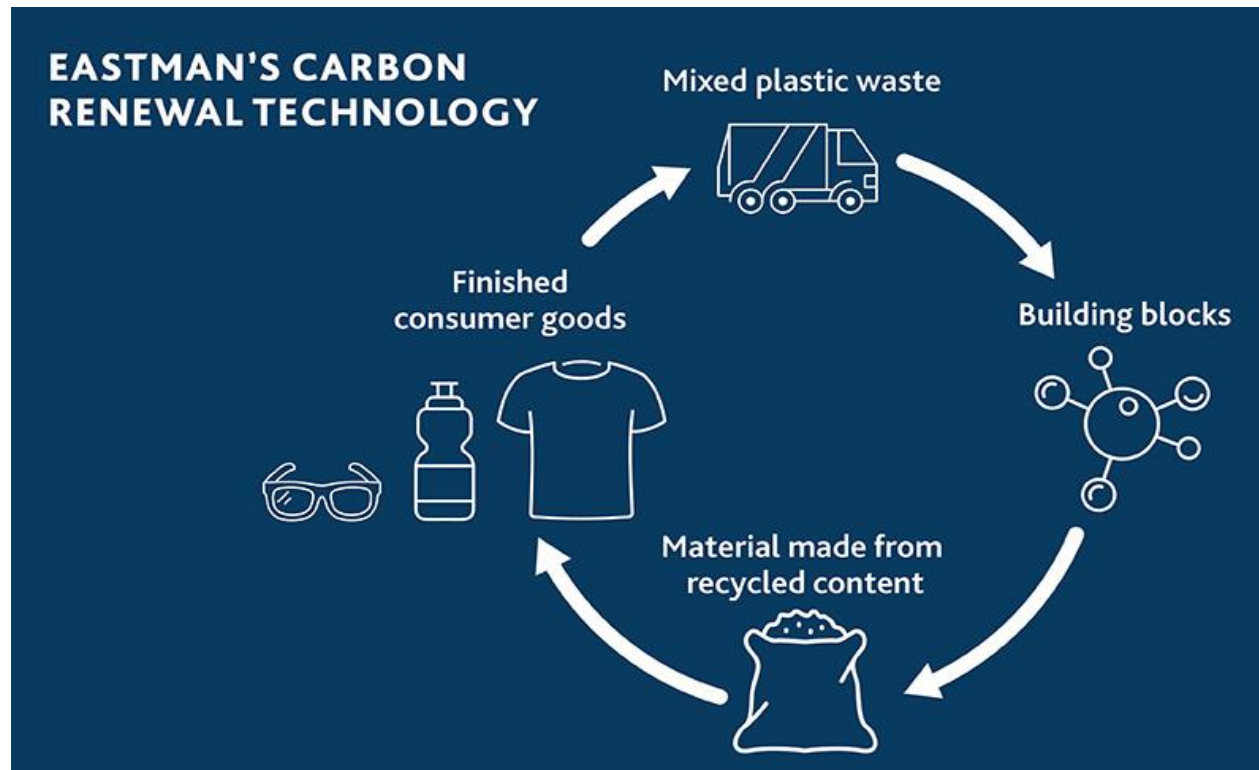 EASTMAN’S CARBON
RENEWAL TECHNOLOGY
Mixed plastic waste
Building blocks
Material made from
recycled content
Finished
consumer goods